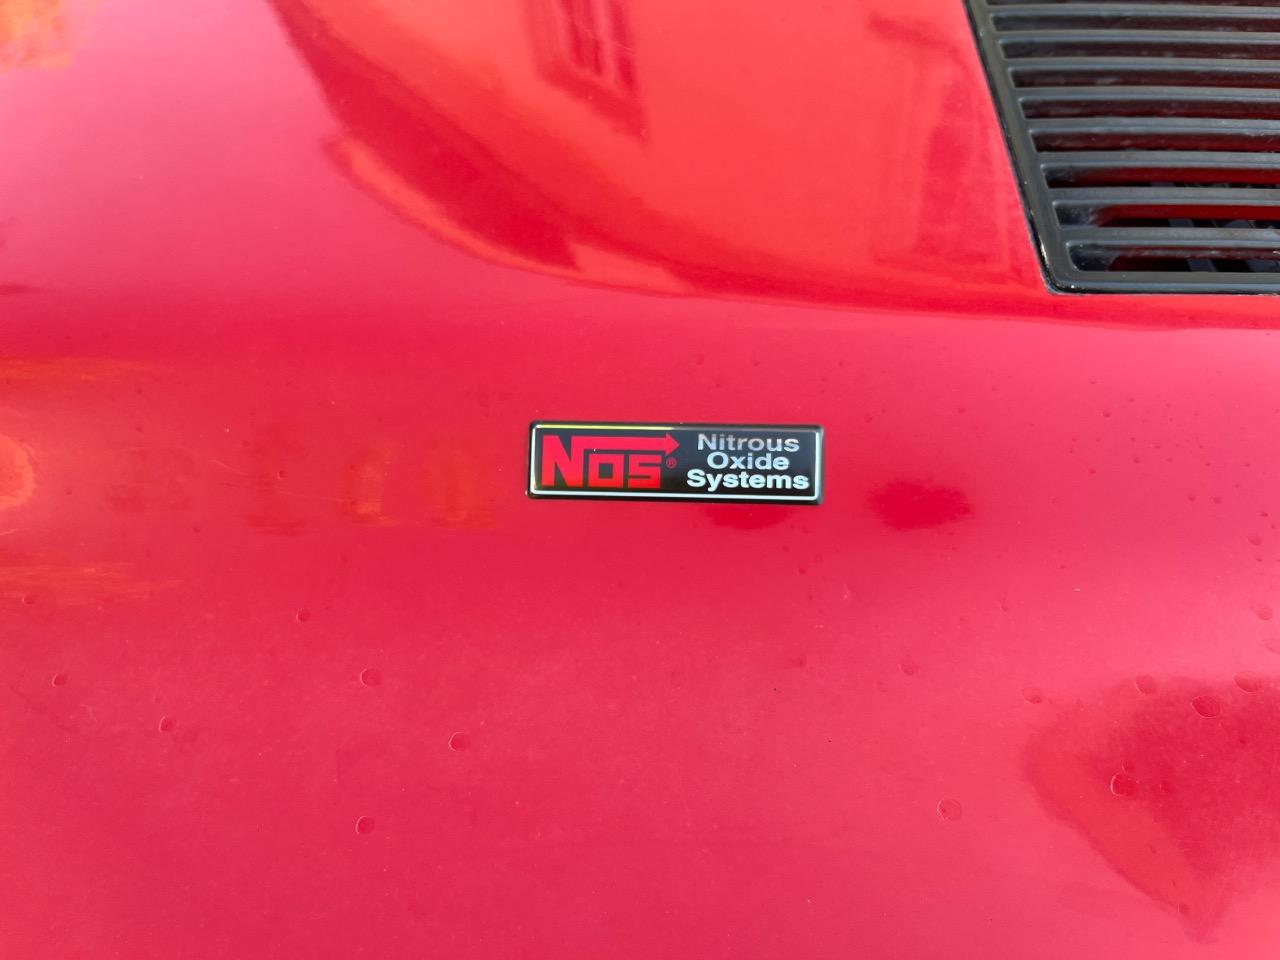 NOS®
Nitrous
Oxide
Systems